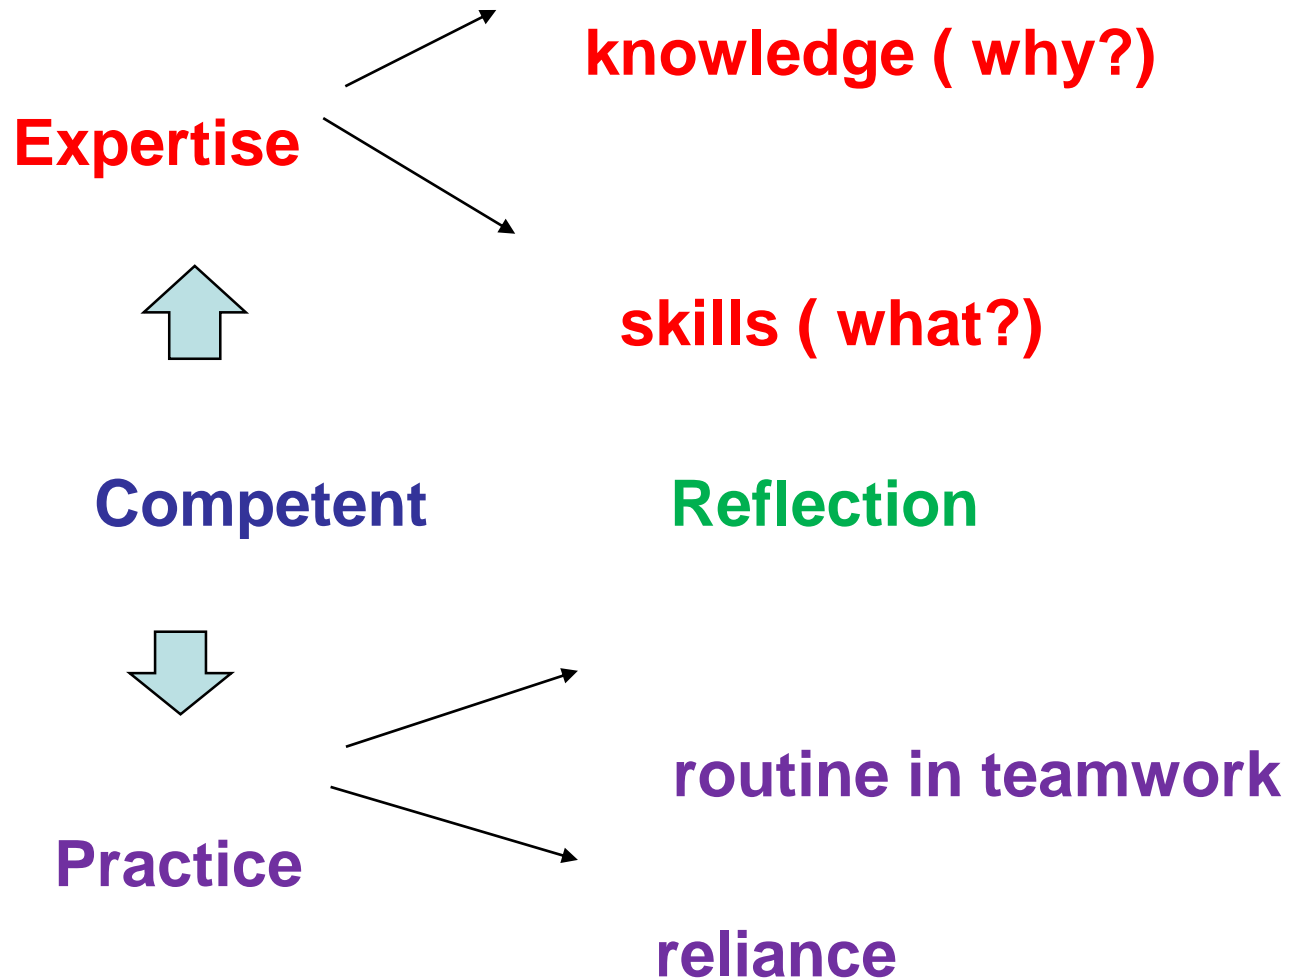 knowledge ( why?)
Expertise
skills ( what?)
Competent
Reflection
routine in teamwork
Practice
reliance